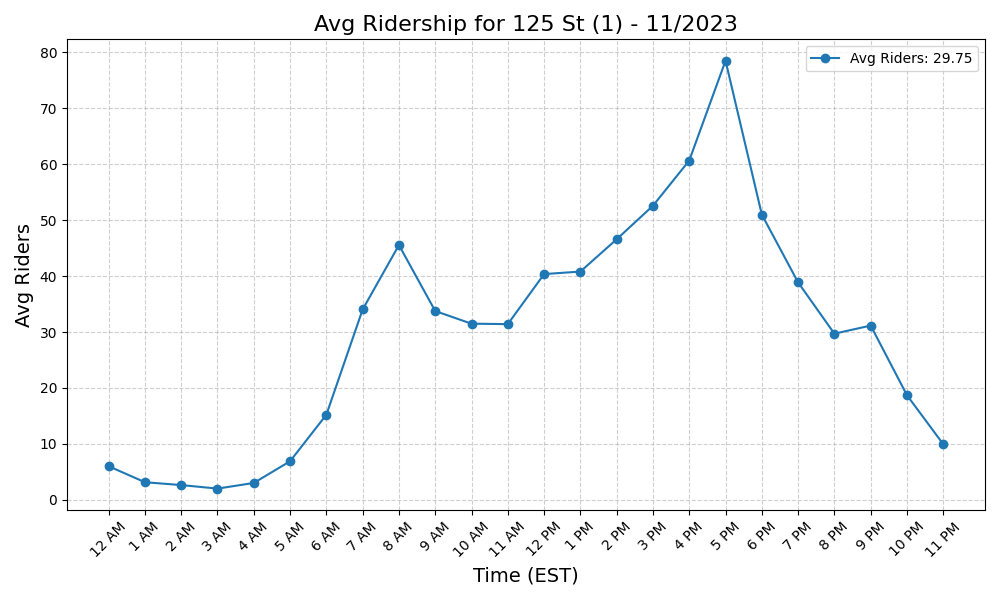 Avg Ridership for 125 St (1) - 11/2023
Avg Riders: 29.75
Avg Riders
80
70
60
50
40
30
20
10
0
12 AM
1 AM
2 AM
3 AM
4 AM
5 AM
6 AM
7 AM
8 AM
9 AM
10 AM
11 AM
12 PM
1 PM
2 PM
3 PM
4 PM
5 PM
6 PM
7 PM
8 PM
9 PM
10 PM
11 PM
Time (EST)